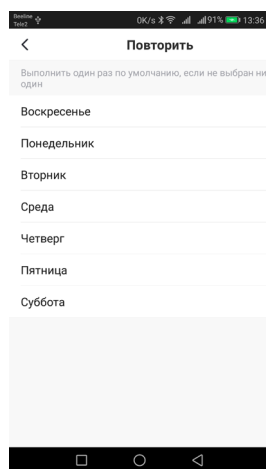 Beeline
Tele2
0K/s 91% 13:36
Повторить
Выполнить один раз по умолчанию, если не выбран ни
один
Воскресенье
Понедельник
Вторник
Среда
Четверг
Пятница
Суббота